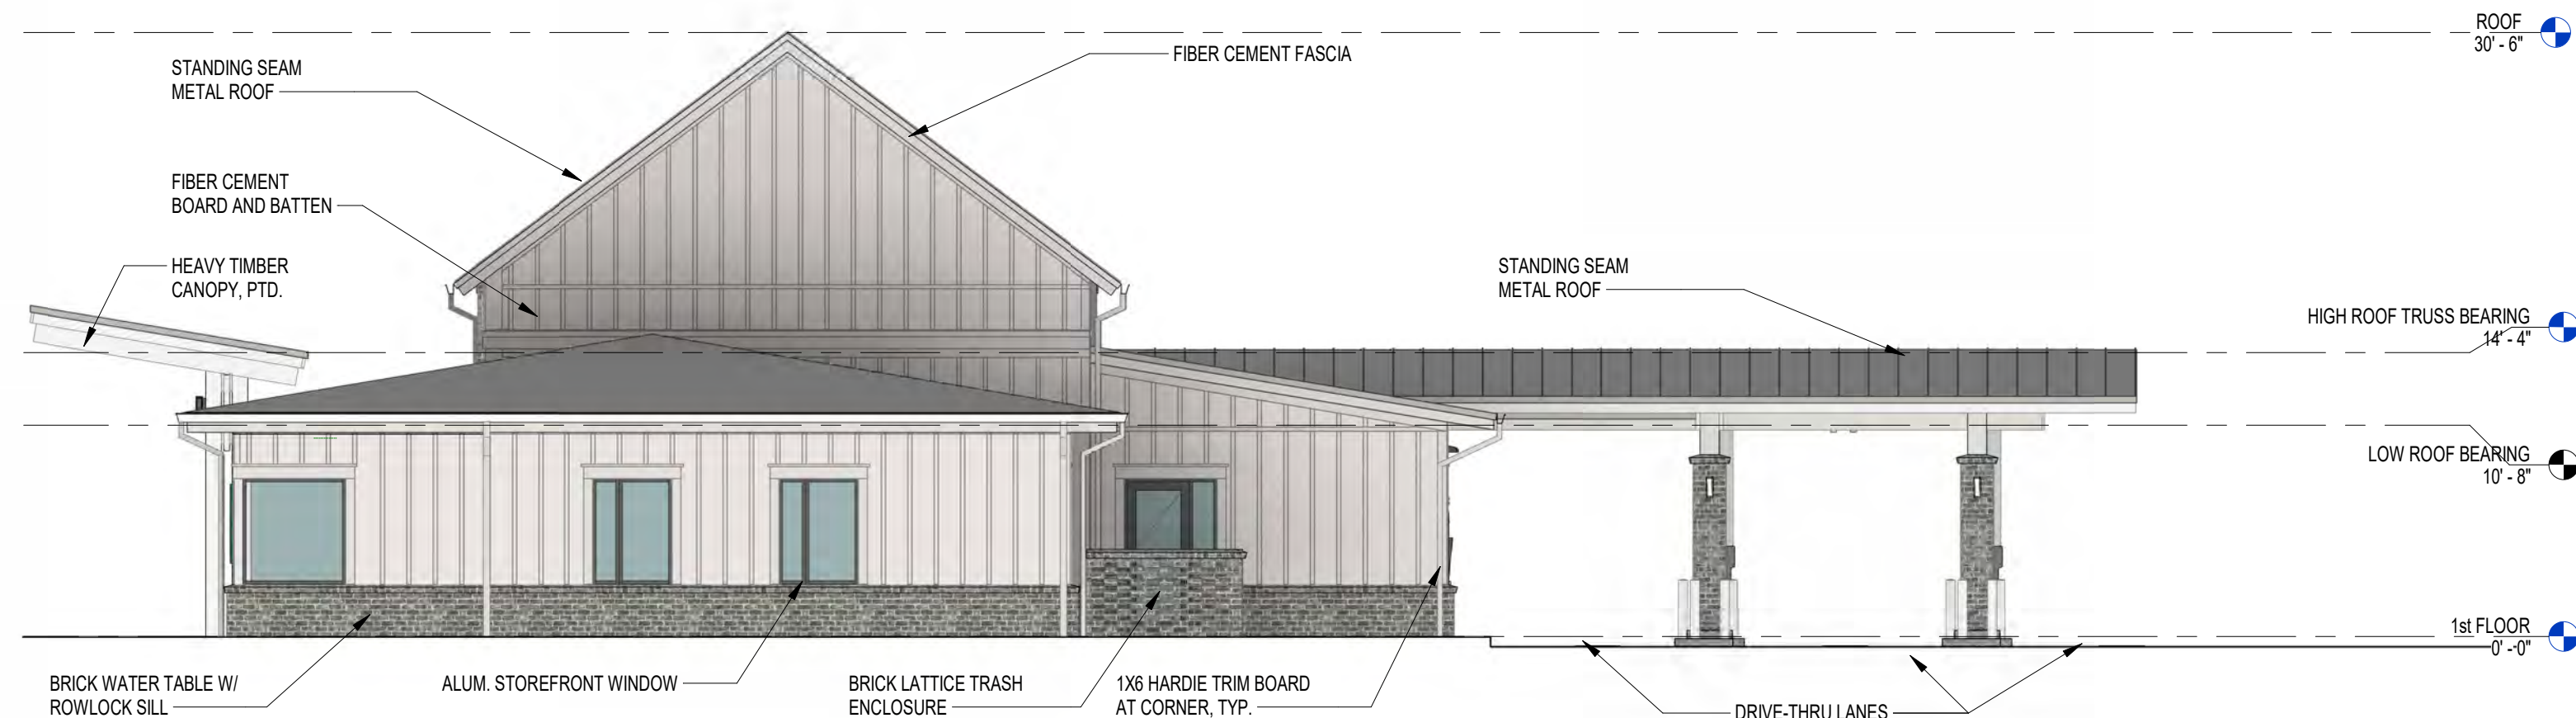 ROOF
30' - 6"
FIBER CEMENT FASCIA
STANDING SEAM
METAL ROOF
FIBER CEMENT
BOARD AND BATTEN
HEAVY TIMBER
CANOPY, PTD.
STANDING SEAM
METAL ROOF
HIGH ROOF TRUSS BEARING
14' - 4"
LOW ROOF BEARING
10' - 8"
1st FLOOR
0' - 0"
BRICK WATER TABLE W/
ROWLOCK SILL
ALUM. STOREFRONT WINDOW
BRICK LATTICE TRASH
ENCLOSURE
1X6 HARDIE TRIM BOARD
AT CORNER, TYP.
DRIVE-THRU LANES